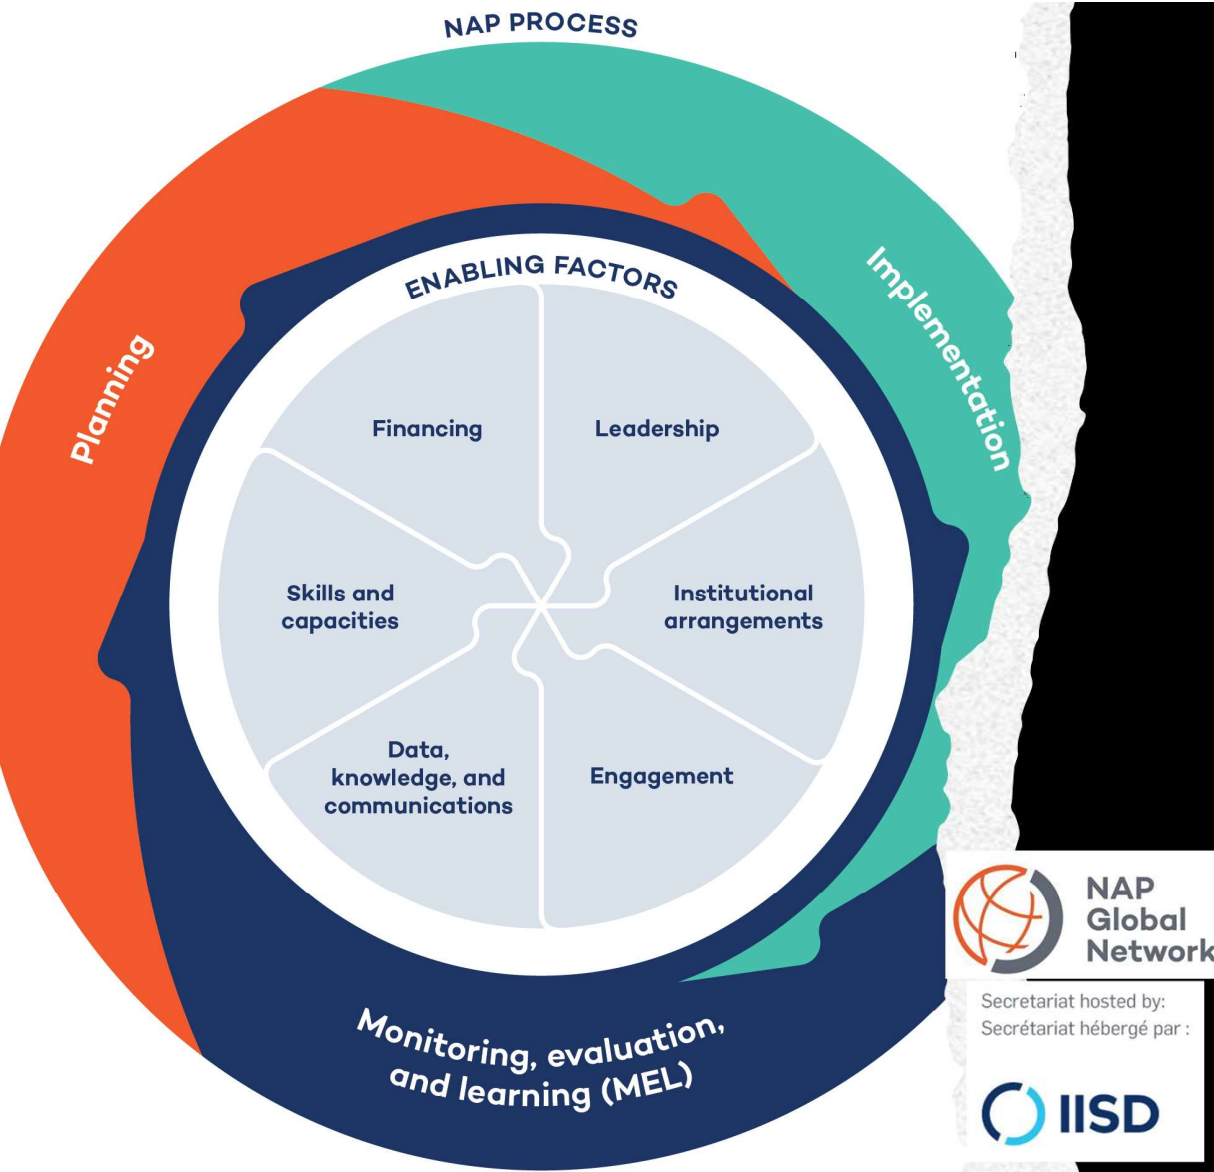 NAP PROCESS
Planning
Implementation
ENABLING FACTORS
Financing
Leadership
Skills and
capacities
Institutional
arrangements
Data,
knowledge, and
communications
Engagement
Monitoring, evaluation,
and learning (MEL)
NAP
Global
Network
Secretariat hosted by:
Secrétariat hébergé par :
IISD